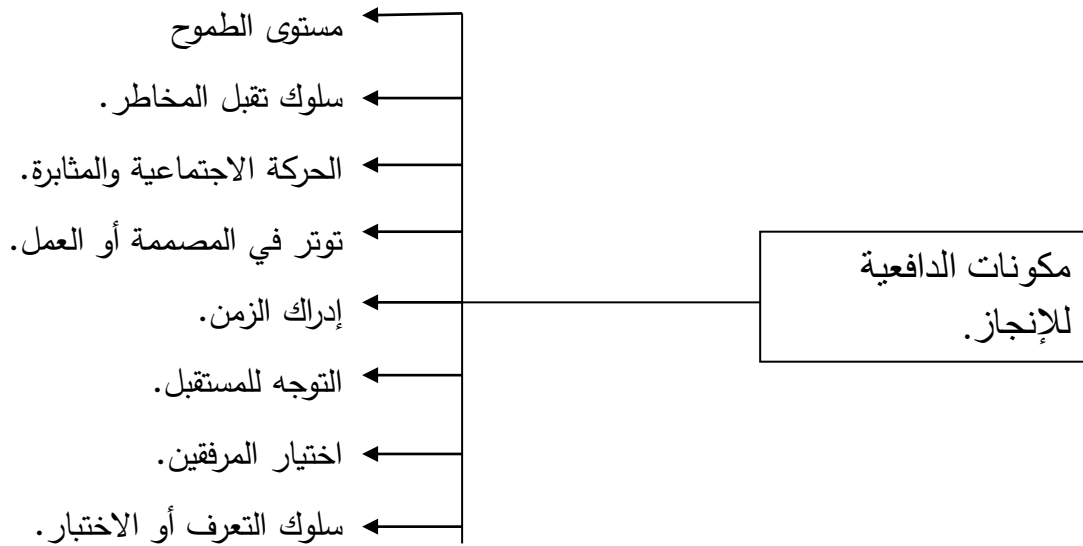 مكونات الدافعية
للإنجاز.
مستوى الطموح
سلوك تقبل المخاطر.
الحركة الاجتماعية والمثابرة.
توتر في المصممة أو العمل.
إدراك الزمن.
التوجه للمستقبل.
اختيار المرفقين.
سلوك التعرف أو الاختبار.